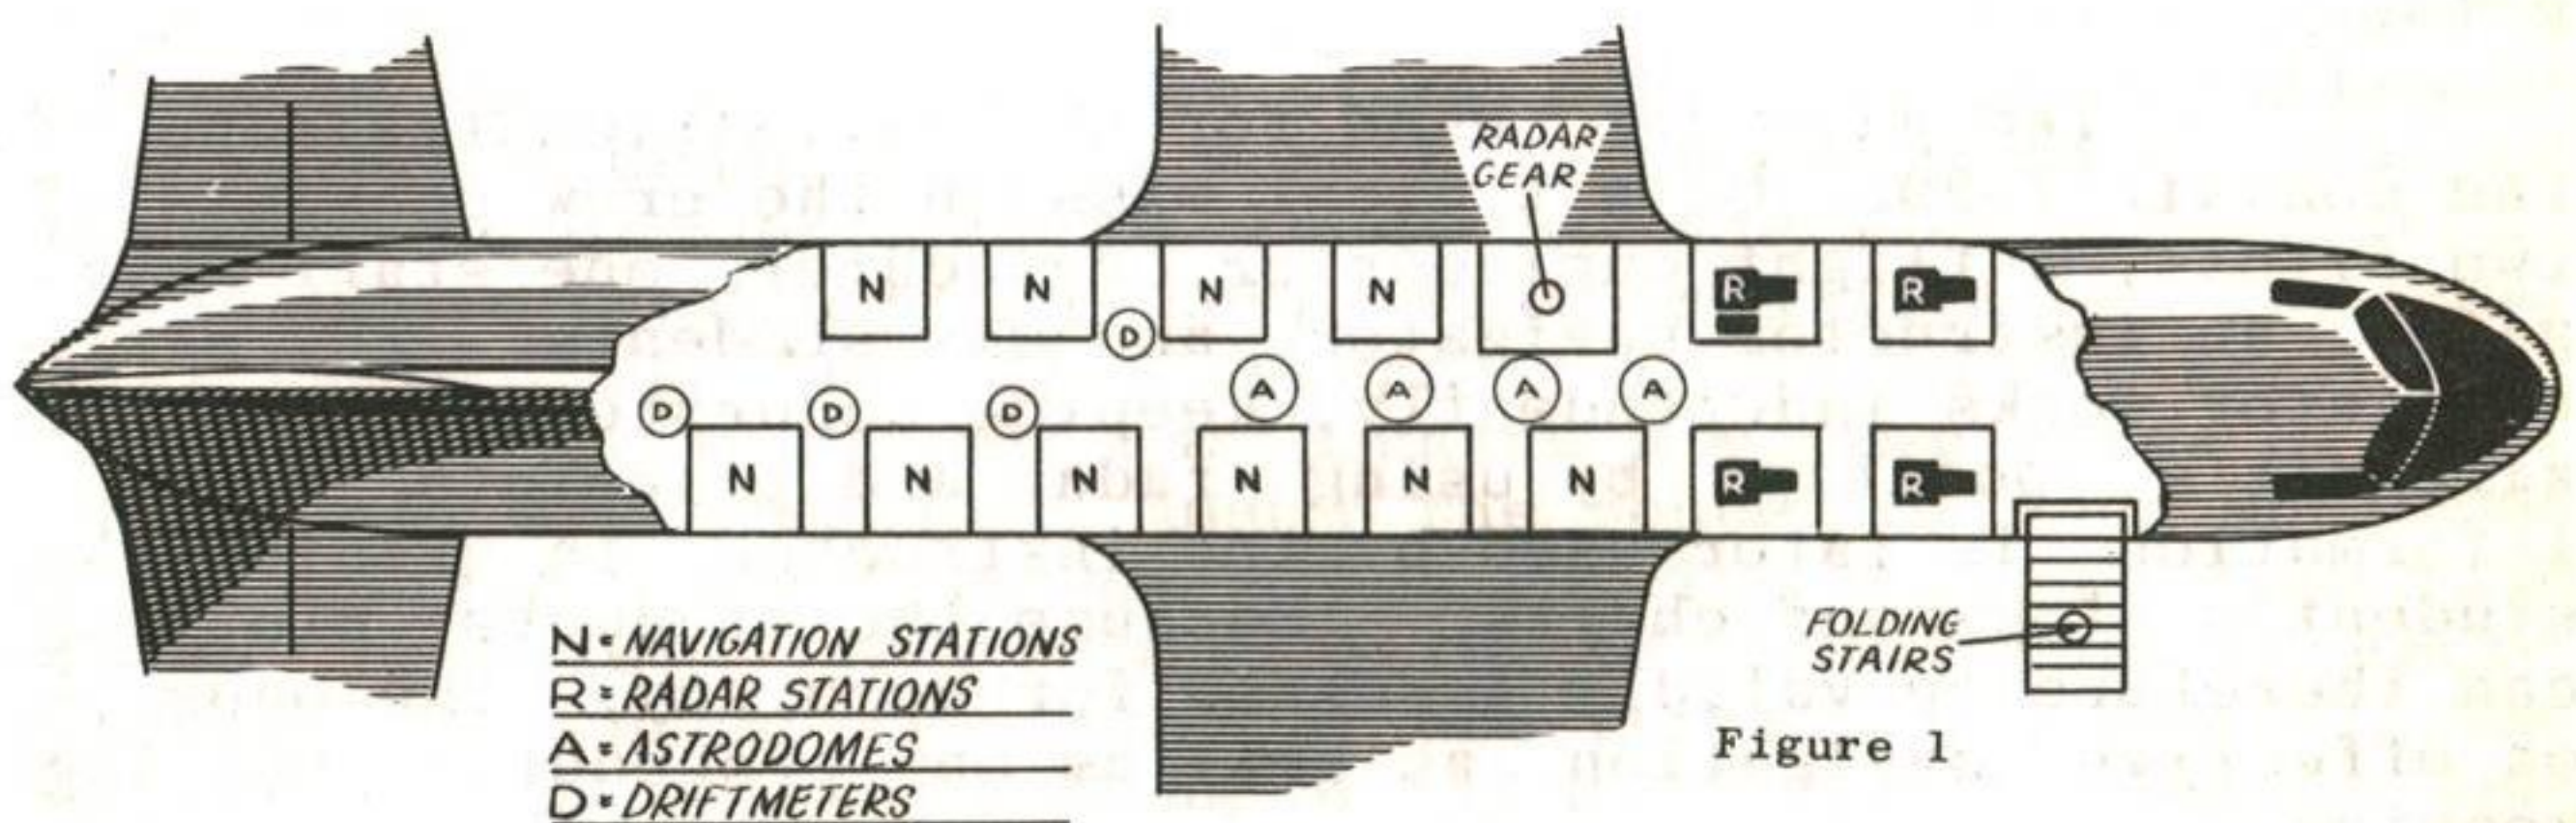 RADAR
GEAR
N N N N R R
D
A A A A
D D D
N N N N N N R R
FOLDING
STAIRS
N = NAVIGATION STATIONS
R = RADAR STATIONS
A = ASTRODOMES
D = DRIFTMETERS
Figure 1